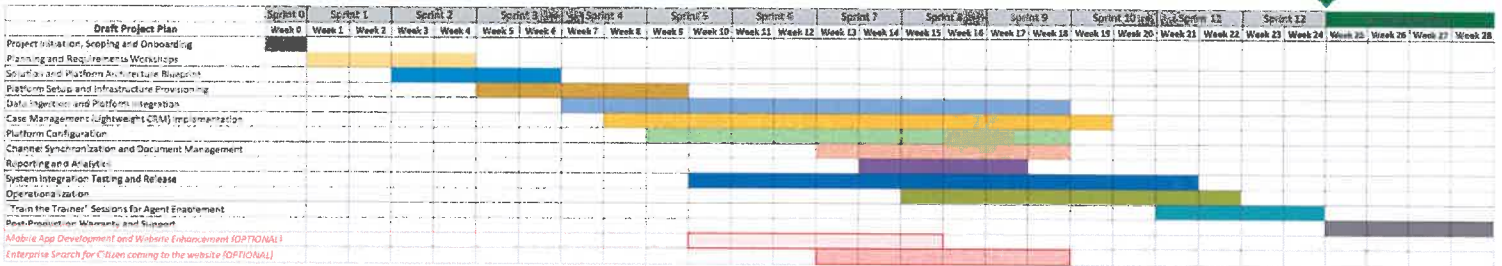 Sprint 0 Sprint 1 Sprint 2 Sprint 3 Sprint 4 Sprint 5 Sprint 6 Sprint 7 Sprint 8 Sprint 9 Sprint 10 Sprint 11 Sprint 12
Draft Project Plan Week 0 Week 1 Week 2 Week 3 Week 4 Week 5 Week 6 Week 7 Week 8 Week 9 Week 10 Week 11 Week 12 Week 13 Week 14 Week 15 Week 16 Week 17 Week 18 Week 19 Week 20 Week 21 Week 22 Week 23 Week 24 Week 25 Week 26 Week 27 Week 28
Project Initiation, Scoping and Onboarding
Planning and Requirements Workshops
Solution and Platform Architecture Blueprint
Platform Setup and Infrastructure Provisioning
Data Ingestion and Platform Integration
Case Management (Lightweight CRM) Implementation
Platform Configuration
Channel Synchronization and Document Management
Reporting and Analytics
System Integration Testing and Release
Operationalization
"Train the Trainer" Sessions for Agent Enablement
Post-Production Warranty and Support
Mobile App Development and Website Enhancement (OPTIONAL)
Enterprise Search for Citizen coming to the website (OPTIONAL)